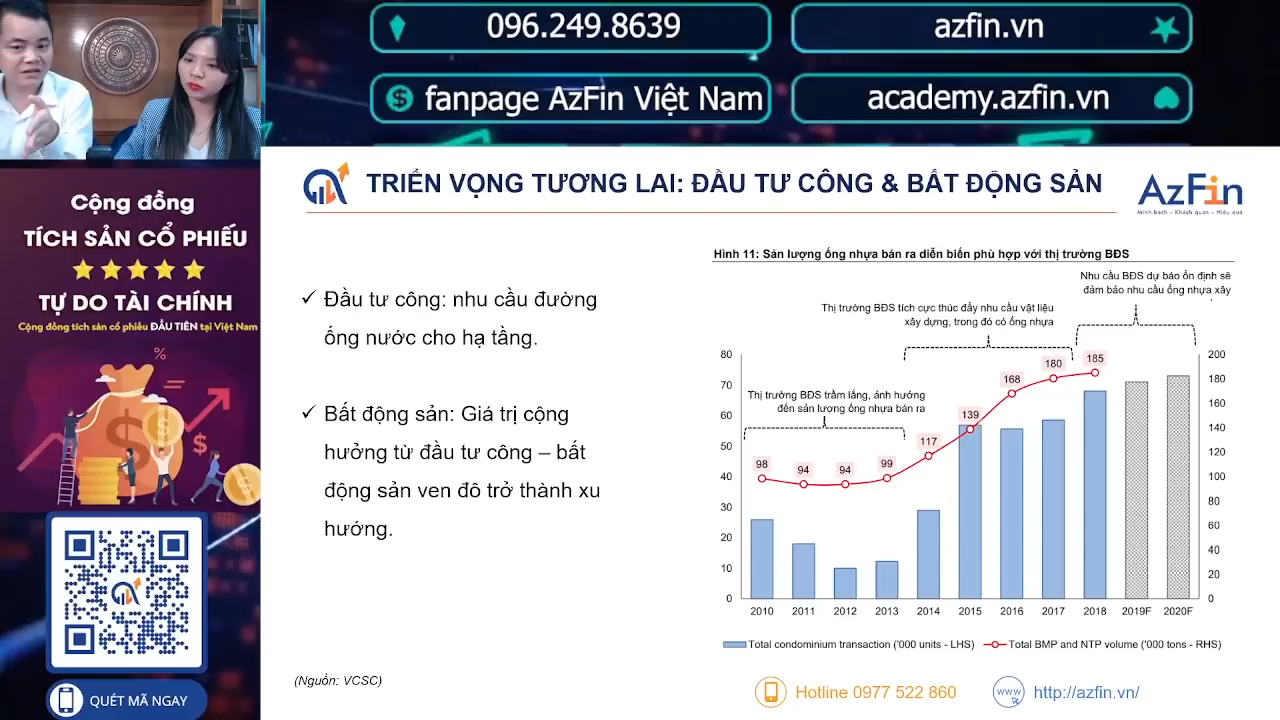 096.249.8639
azfin.vn
fanpage AzFin Việt Nam
academy.azfin.vn
Cộng đồng
TÍCH SẢN CỔ PHIẾU
TỰ DO TÀI CHÍNH
Cộng đồng tích sản cổ phiếu ĐẦU TIÊN tại Việt Nam
QUÉT MÃ NGAY
TRIỂN VỌNG TƯƠNG LAI: ĐẦU TƯ CÔNG & BẤT ĐỘNG SẢN
AzFin
Minh bạch – Khách quan – Hiệu quả
Đầu tư công: nhu cầu đường
ống nước cho hạ tầng.
Bất động sản: Giá trị cộng
hưởng từ đầu tư công – bất
động sản ven đô trở thành xu
hướng.
(Nguồn: VCSC)
Hình 11: Sản lượng ống nhựa bán ra diễn biến phù hợp với thị trường BĐS
Nhu cầu BĐS dự báo ổn định sẽ
đảm bảo nhu cầu ống nhựa xây
Thị trường BĐS tích cực thúc đẩy nhu cầu vật liệu
xây dựng, trong đó có ống nhựa
Thị trường BĐS trầm lắng, ảnh hưởng
đến sản lượng ống nhựa bán ra
80 70 60 50 40 30 20 10 0
98 94 94 99 117 139 168 180 185
200 180 160 140 120 100 80 60 40 20 0
2010 2011 2012 2013 2014 2015 2016 2017 2018 2019F 2020F
Total condominium transaction ('000 units - LHS)
Total BMP and NTP volume ('000 tons - RHS)
Hotline 0977 522 860
www
http://azfin.vn/